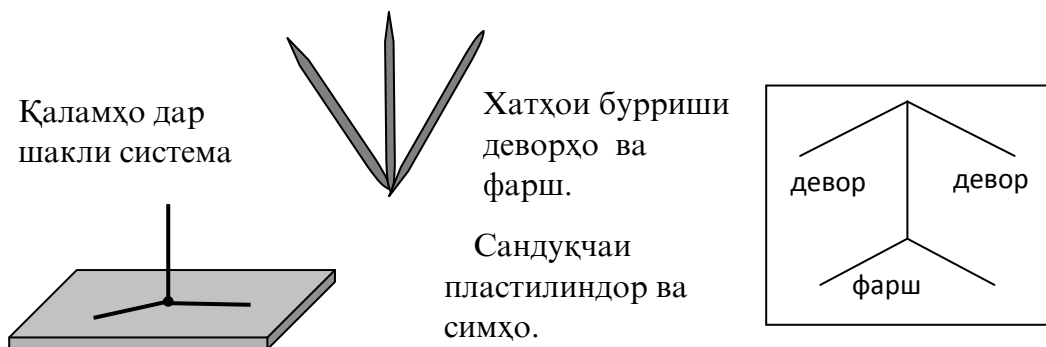 Қаламҳо дар
шакли система
Хатҳои бурриши
деворҳо ва
фарш.
Сандуқчаи
пластилиндор ва
симҳо.
девор
девор
фарш